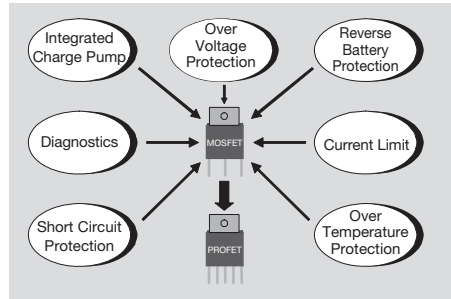 Integrated
Charge Pump
Over
Voltage
Protection
Reverse
Battery
Protection
Diagnostics
MOSFET
Current Limit
Short Circuit
Protection
PROFET
Over
Temperature
Protection